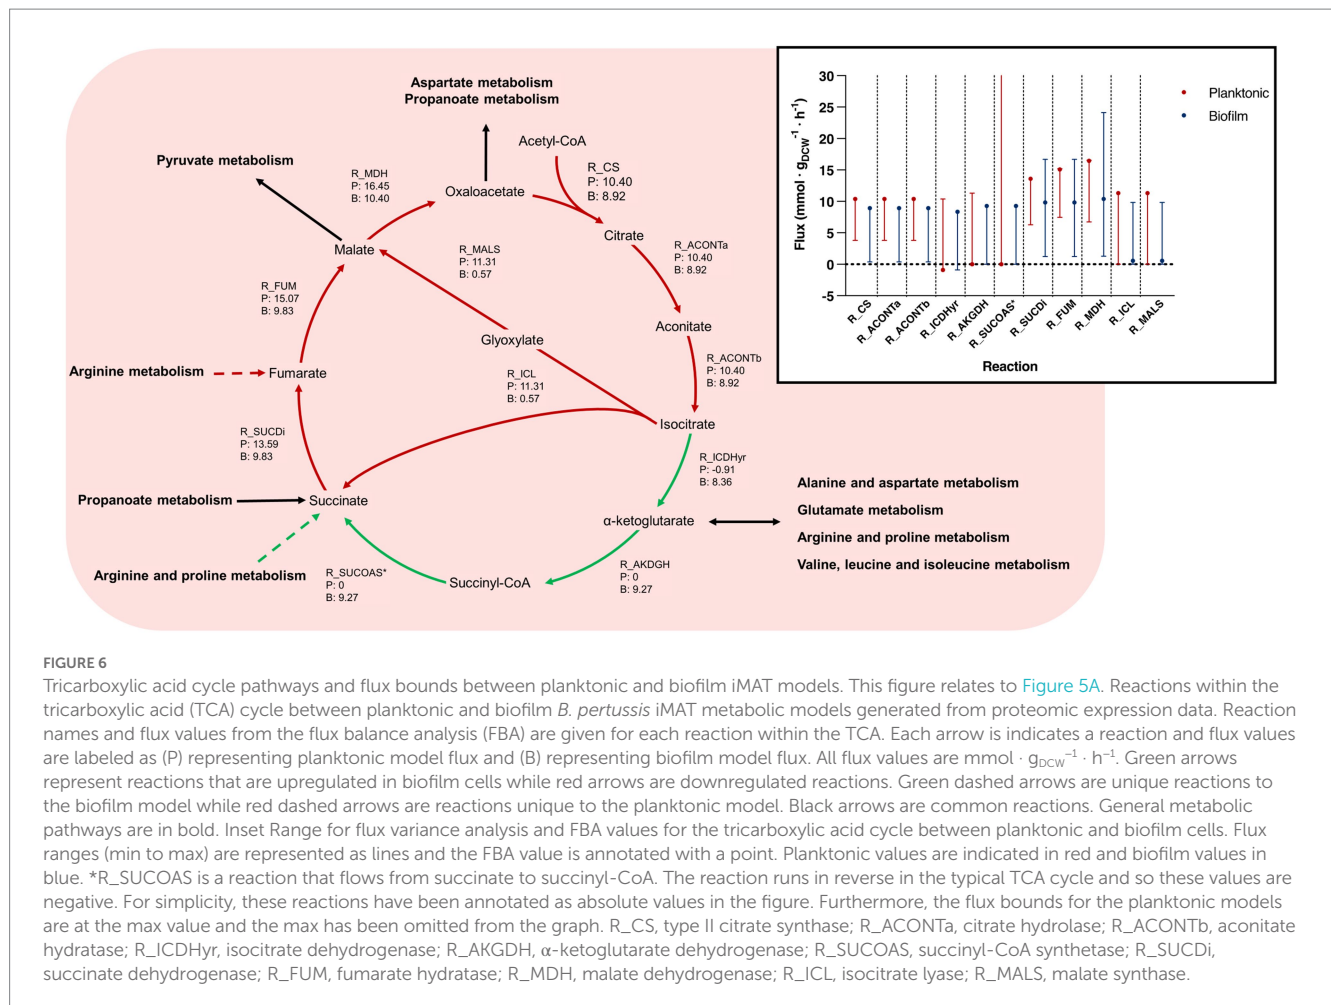 Aspartate metabolism
Propanoate metabolism
Acetyl-CoA
Pyruvate metabolism
R_MDH
P: 16.45
B: 10.40
Oxaloacetate
R_CS
P: 10.40
B: 8.92
Citrate
Malate
R_MALS
P: 11.31
B: 0.57
R_ACONTa
P: 10.40
B: 8.92
R_FUM
P: 15.07
B: 9.83
Aconitate
Glyoxylate
R_ACONTb
P: 10.40
B: 8.92
Arginine metabolism
Fumarate
R_ICL
P: 11.31
B: 0.57
Isocitrate
R_SUCDi
P: 13.59
B: 9.83
R_ICDHyr
P: -0.91
B: 8.36
Propanoate metabolism
Succinate
α-ketoglutarate
Alanine and aspartate metabolism
Glutamate metabolism
Arginine and proline metabolism
Valine, leucine and isoleucine metabolism
Arginine and proline metabolism
R_SUCOAS*
P: 0
B: 9.27
Succinyl-CoA
R_AKDGH
P: 0
B: 9.27
30
25
20
15
10
5
0
-5
Flux (mmol · gDCW⁻¹ · h⁻¹)
Planktonic
Biofilm
R_CS
R_ACONTa
R_ACONTb
R_ICDHyr
R_AKGDH
R_SUCOAS*
R_SUCDi
R_FUM
R_MDH
R_ICL
R_MALS
Reaction
FIGURE 6
Tricarboxylic acid cycle pathways and flux bounds between planktonic and biofilm iMAT models. This figure relates to Figure 5A. Reactions within the
tricarboxylic acid (TCA) cycle between planktonic and biofilm B. pertussis iMAT metabolic models generated from proteomic expression data. Reaction
names and flux values from the flux balance analysis (FBA) are given for each reaction within the TCA. Each arrow is indicates a reaction and flux values
are labeled as (P) representing planktonic model flux and (B) representing biofilm model flux. All flux values are mmol · gDCW⁻¹ · h⁻¹. Green arrows
represent reactions that are upregulated in biofilm cells while red arrows are downregulated reactions. Green dashed arrows are unique reactions to
the biofilm model while red dashed arrows are reactions unique to the planktonic model. Black arrows are common reactions. General metabolic
pathways are in bold. Inset Range for flux variance analysis and FBA values for the tricarboxylic acid cycle between planktonic and biofilm cells. Flux
ranges (min to max) are represented as lines and the FBA value is annotated with a point. Planktonic values are indicated in red and biofilm values in
blue. *R_SUCOAS is a reaction that flows from succinate to succinyl-CoA. The reaction runs in reverse in the typical TCA cycle and so these values are
negative. For simplicity, these reactions have been annotated as absolute values in the figure. Furthermore, the flux bounds for the planktonic models
are at the max value and the max has been omitted from the graph. R_CS, type II citrate synthase; R_ACONTa, citrate hydrolase; R_ACONTb, aconitate
hydratase; R_ICDHyr, isocitrate dehydrogenase; R_AKGDH, α-ketoglutarate dehydrogenase; R_SUCOAS, succinyl-CoA synthetase; R_SUCDi,
succinate dehydrogenase; R_FUM, fumarate hydratase; R_MDH, malate dehydrogenase; R_ICL, isocitrate lyase; R_MALS, malate synthase.